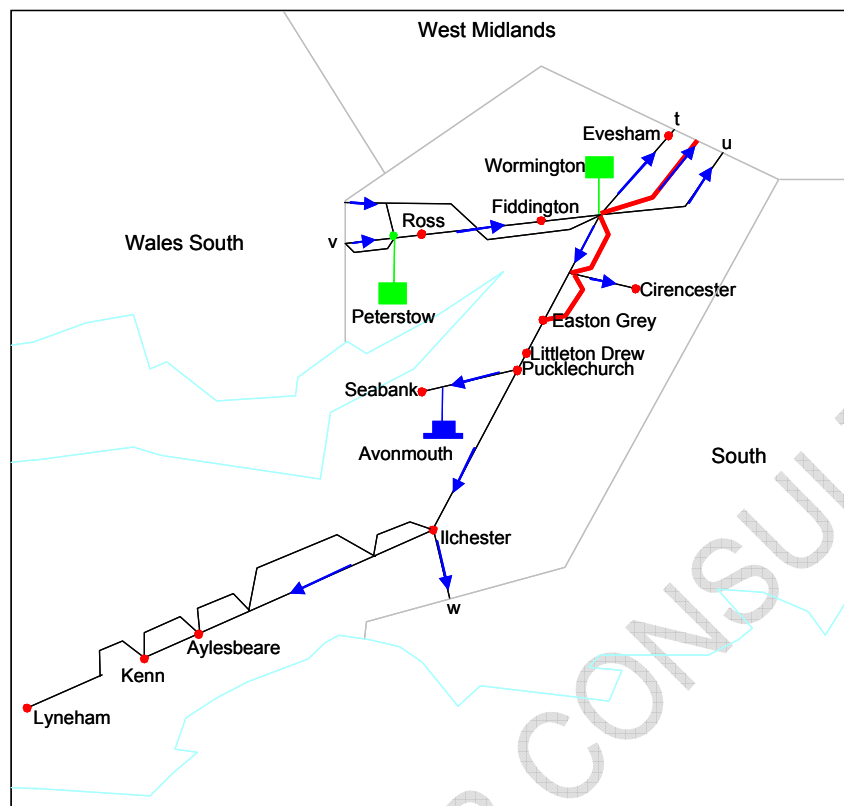 West Midlands
t
Evesham
u
Wormington
Fiddington
Ross
Wales South
v
Cirencester
Peterstow
Easton Grey
Littleton Drew
Pucklechurch
Seabank
Avonmouth
South
Ilchester
w
Aylesbeare
Kenn
Lyneham
CONSUL